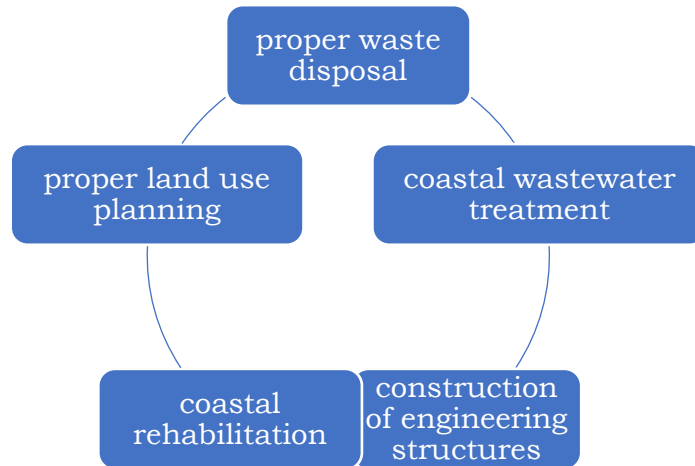 proper waste
disposal
proper land use
planning
coastal wastewater
treatment
coastal
rehabilitation
construction
of engineering
structures